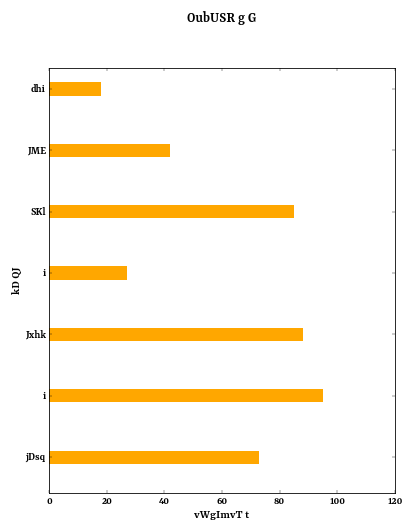 OubUSR g G
dhi
JME
SKl
i
Jxhk
i
jDsq
kD QJ
0 20 40 60 80 100 120
vWgImvT t